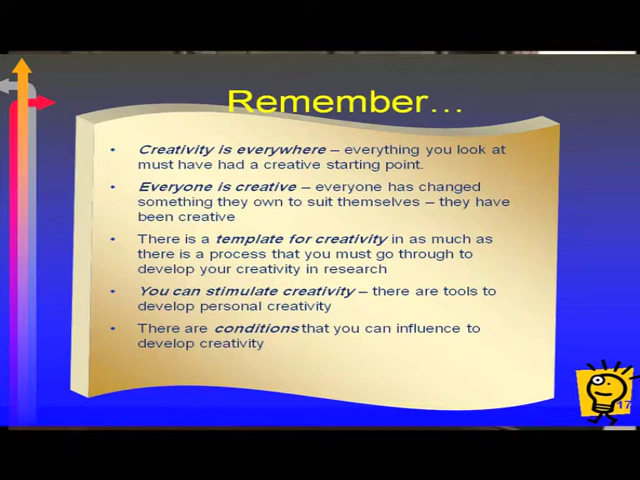 Remember…
• Creativity is everywhere – everything you look at
must have had a creative starting point.
• Everyone is creative – everyone has changed
something they own to suit themselves – they have
been creative
• There is a template for creativity in as much as
there is a process that you must go through to
develop your creativity in research
• You can stimulate creativity – there are tools to
develop personal creativity
• There are conditions that you can influence to
develop creativity
17